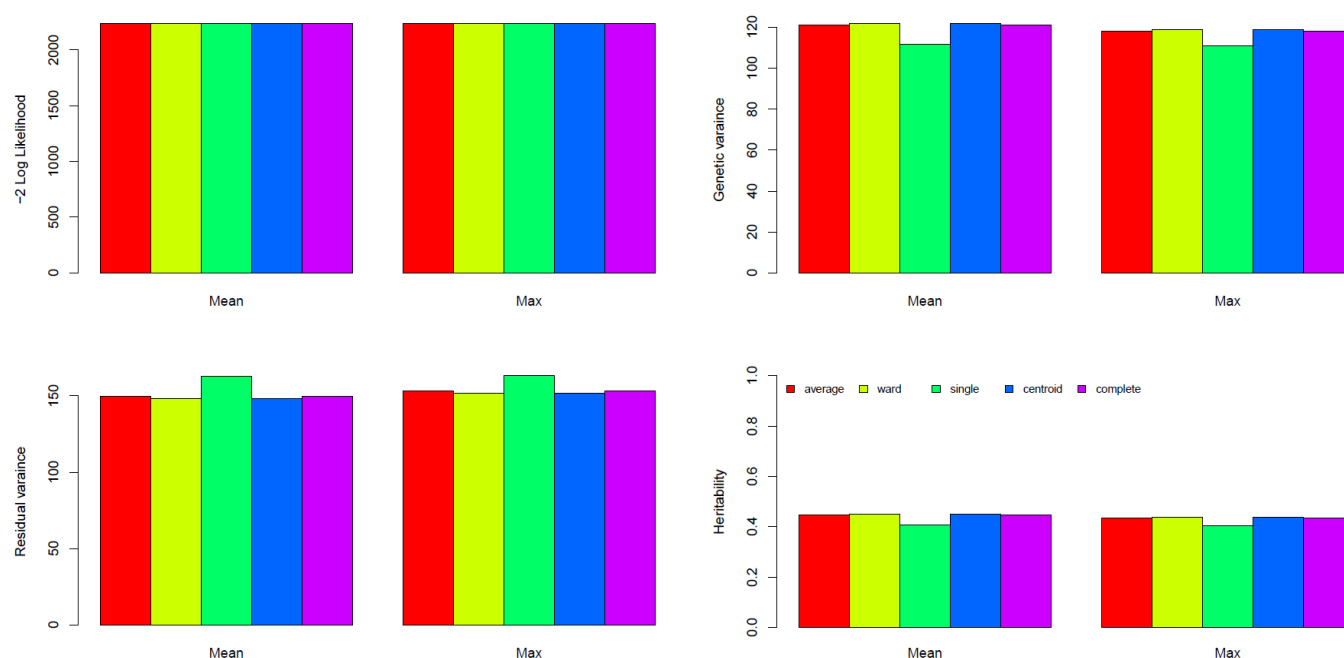 −2 Log Likelihood
0
500
1000
1500
2000
Mean
Max
Genetic varaince
0
20
40
60
80
100
120
Mean
Max
Residual varaince
0
50
100
150
Mean
Max
Heritability
0.0
0.2
0.4
0.6
0.8
1.0
average ward single centroid complete
Mean
Max